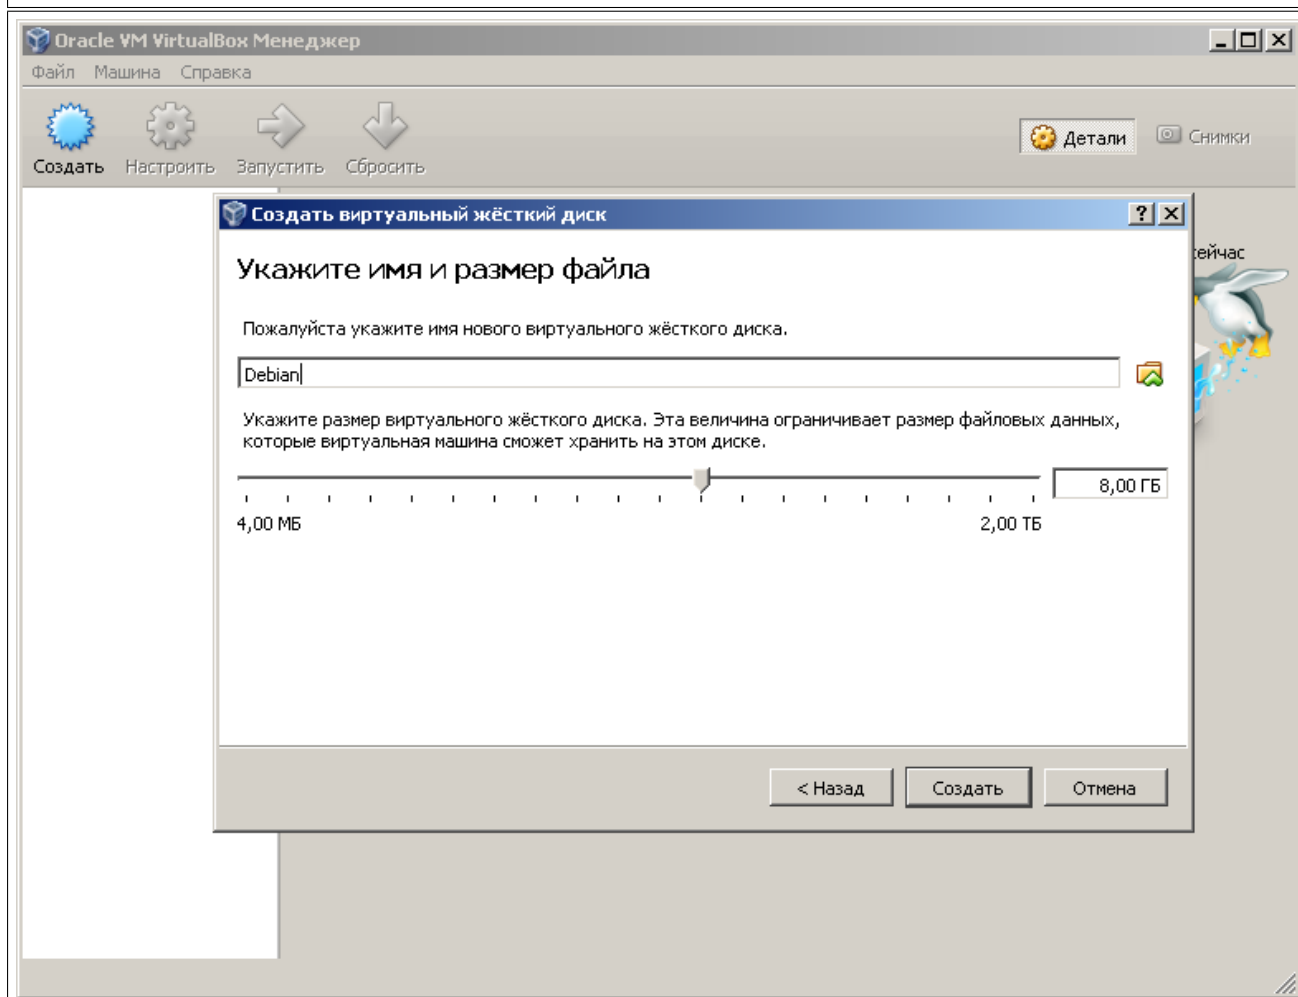 Oracle VM VirtualBox Менеджер
Файл Машина Справка
Создать Настроить Запустить Сбросить
Детали Снимки
Создать виртуальный жёсткий диск
ейчас
Укажите имя и размер файла
Пожалуйста укажите имя нового виртуального жёсткого диска.
Debian
Укажите размер виртуального жёсткого диска. Эта величина ограничивает размер файловых данных,
которые виртуальная машина сможет хранить на этом диске.
8,00 ГБ
4,00 МБ 2,00 ТБ
< Назад Создать Отмена